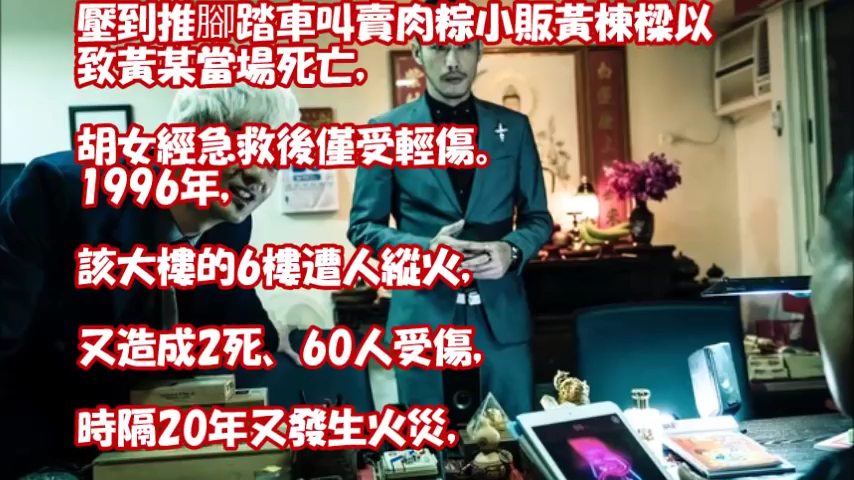 壓到推腳踏車叫賣肉粽小販黃棟樑以
致黃某當場死亡,
胡女經急救後僅受輕傷。
1996年,
該大樓的6樓遭人縱火,
又造成2死、60人受傷,
時隔20年又發生火災,